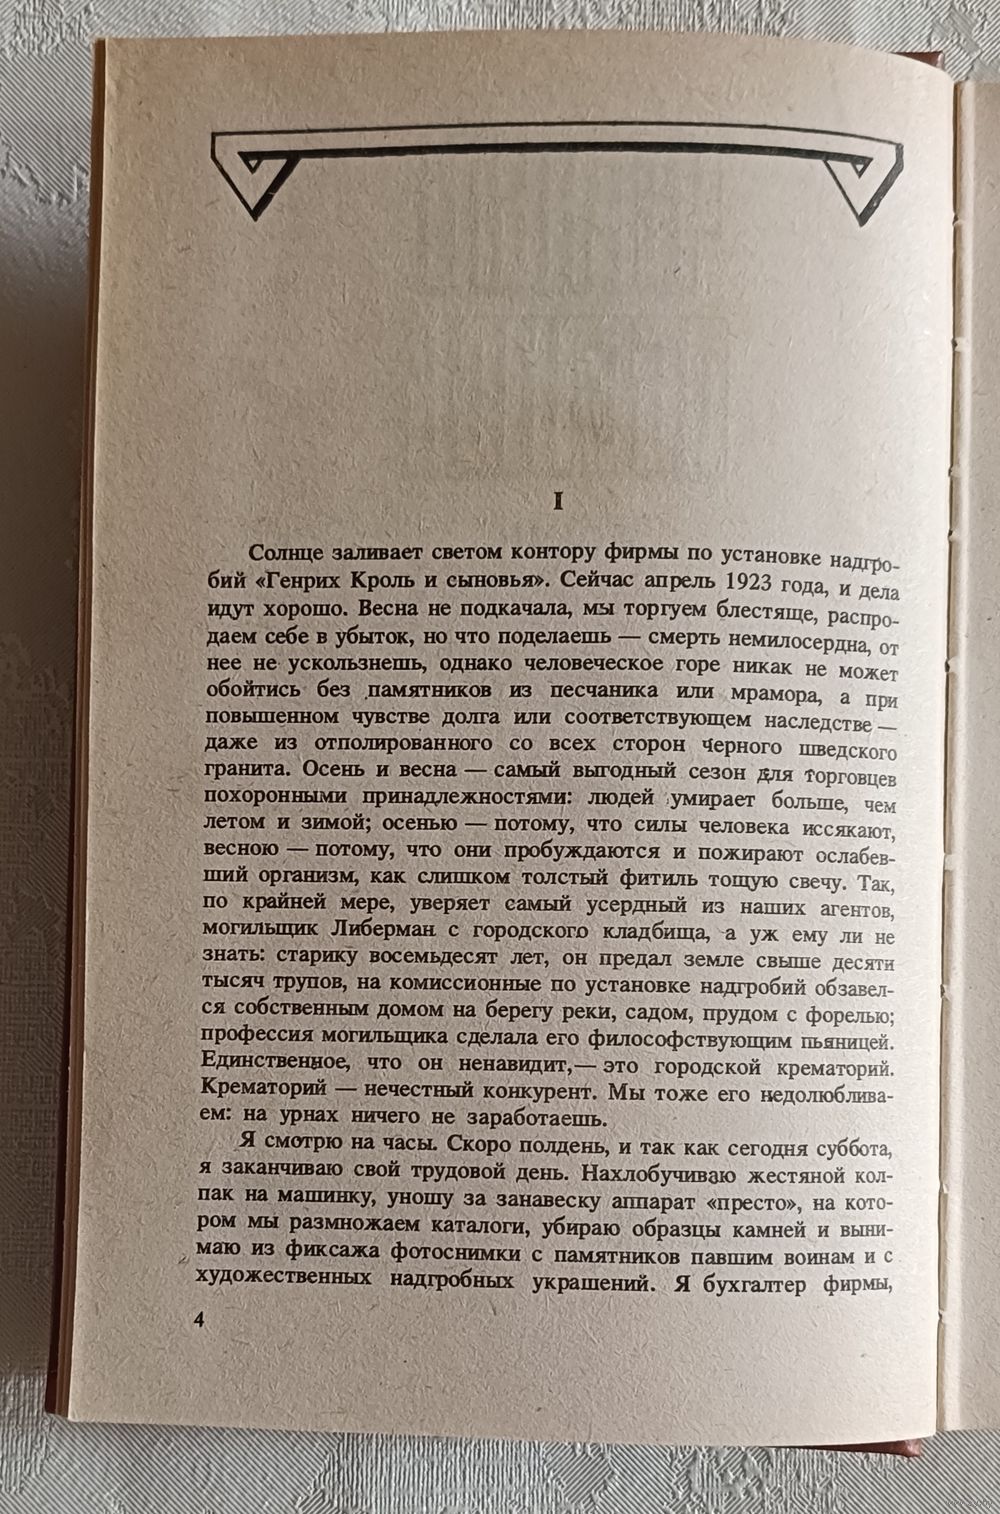 I
Солнце заливает светом контору фирмы по установке надгро-
бий «Генрих Кроль и сыновья». Сейчас апрель 1923 года, и дела
идут хорошо. Весна не подкачала, мы торгуем блестяще, распро-
даем себе в убыток, но что поделаешь — смерть немилосердна, от
нее не ускользнешь, однако человеческое горе никак не может
обойтись без памятников из песчаника или мрамора, а при
повышенном чувстве долга или соответствующем наследстве —
даже из отполированного со всех сторон черного шведского
гранита. Осень и весна — самый выгодный сезон для торговцев
похоронными принадлежностями: людей умирает больше, чем
летом и зимой; осенью — потому, что силы человека иссякают,
весною — потому, что они пробуждаются и пожирают ослабев-
ший организм, как слишком толстый фитиль тощую свечу. Так,
по крайней мере, уверяет самый усердный из наших агентов,
могильщик Либерман с городского кладбища, а уж ему ли не
знать: старику восемьдесят лет, он предал земле свыше десяти
тысяч трупов, на комиссионные по установке надгробий обзавел-
ся собственным домом на берегу реки, садом, прудом с форелью;
профессия могильщика сделала его философствующим пьяницей.
Единственное, что он ненавидит,— это городской крематорий.
Крематорий — нечестный конкурент. Мы тоже его недолюблива-
ем: на урнах ничего не заработаешь.
Я смотрю на часы. Скоро полдень, и так как сегодня суббота,
я заканчиваю свой трудовой день. Нахлобучиваю жестяной кол-
пак на машинку, уношу за занавеску аппарат «престо», на кото-
ром мы размножаем каталоги, убираю образцы камней и выни-
маю из фиксажа фотоснимки с памятников павшим воинам и с
художественных надгробных украшений. Я бухгалтер фирмы,
4